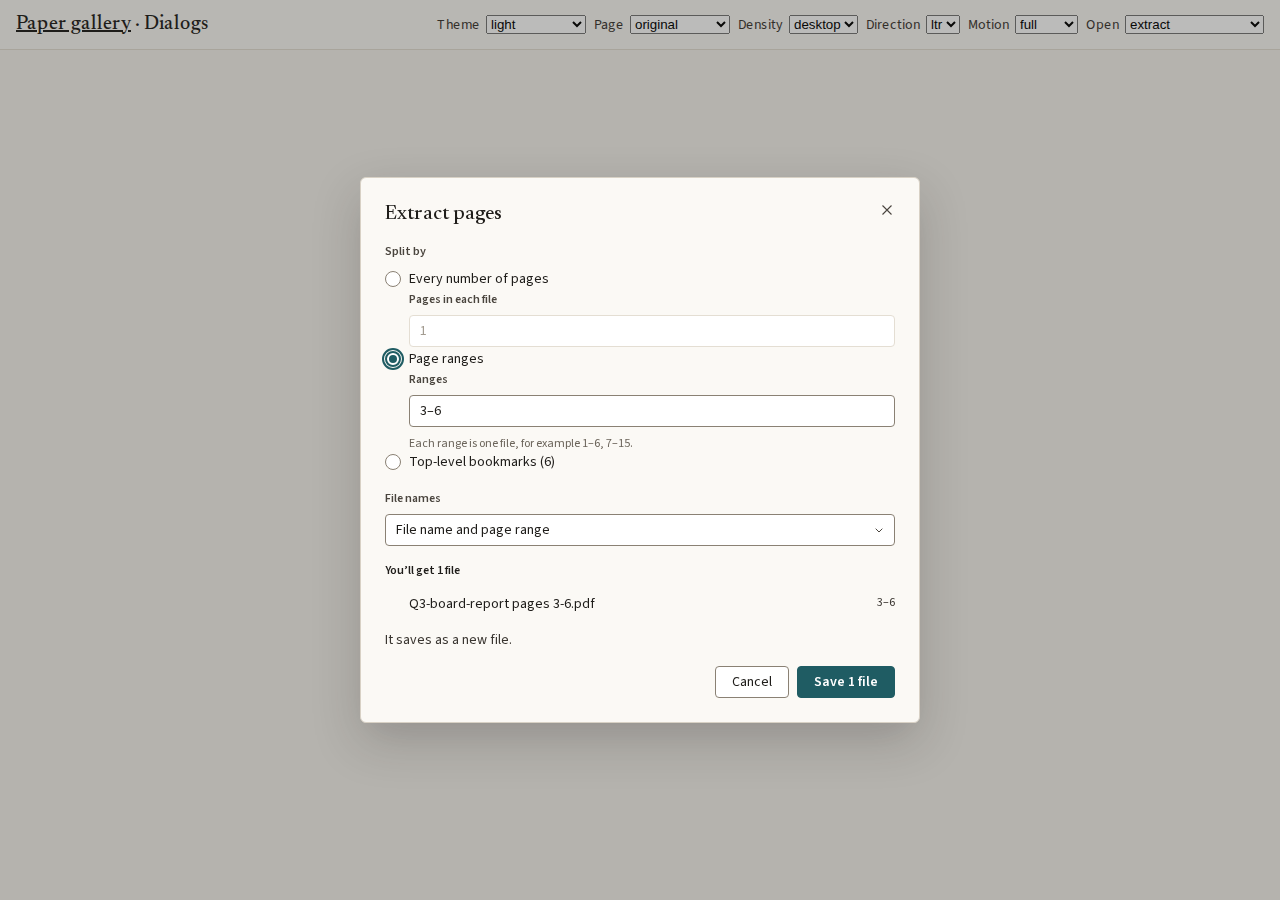 Paper gallery · Dialogs Theme light Page original Density desktop Direction ltr Motion full Open extract
Extract pages
Split by
Every number of pages
Pages in each file
1
Page ranges
Ranges
3–6
Each range is one file, for example 1–6, 7–15.
Top-level bookmarks (6)
File names
File name and page range
You’ll get 1 file
Q3-board-report pages 3-6.pdf 3–6
It saves as a new file.
Cancel Save 1 file